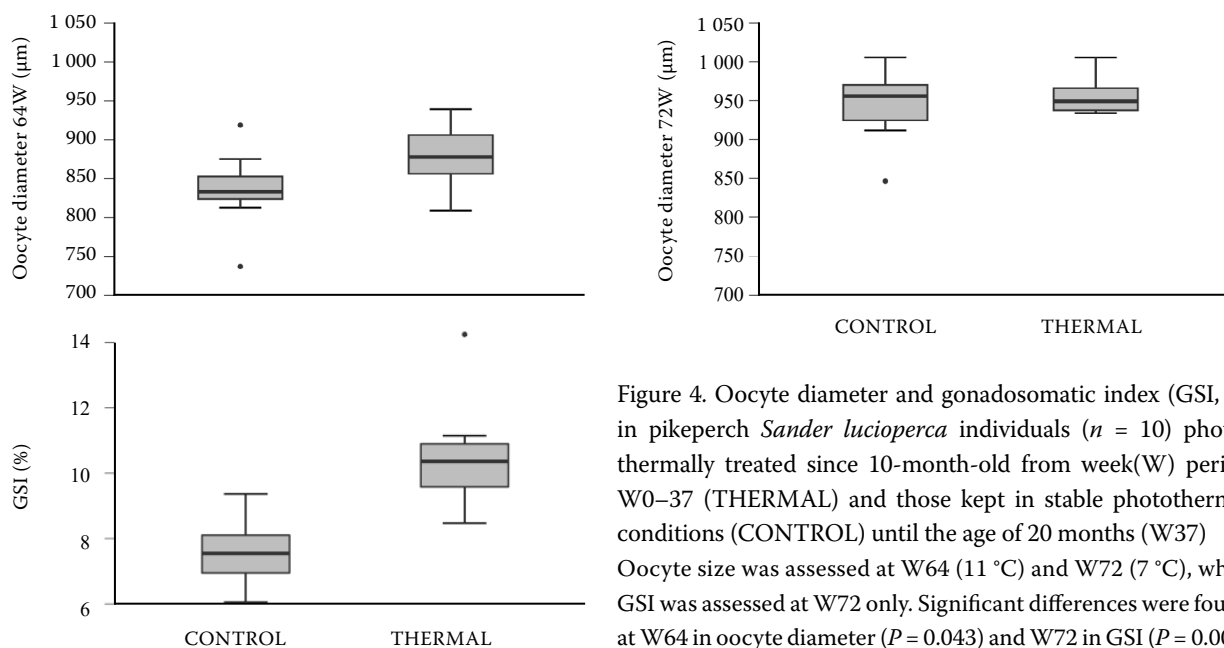 1 050
1 000
950
900
850
800
750
700
Oocyte diameter 64W (μm)
14
12
10
8
6
GSI (%)
CONTROL THERMAL
1 050
1 000
950
900
850
800
750
700
Oocyte diameter 72W (μm)
CONTROL THERMAL
Figure 4. Oocyte diameter and gonadosomatic index (GSI,
in pikeperch Sander lucioperca individuals (n = 10) pho
thermally treated since 10-month-old from week(W) peri
W0–37 (THERMAL) and those kept in stable phototherm
conditions (CONTROL) until the age of 20 months (W37)
Oocyte size was assessed at W64 (11 °C) and W72 (7 °C), wh
GSI was assessed at W72 only. Significant differences were fou
at W64 in oocyte diameter (P = 0.043) and W72 in GSI (P = 0.00